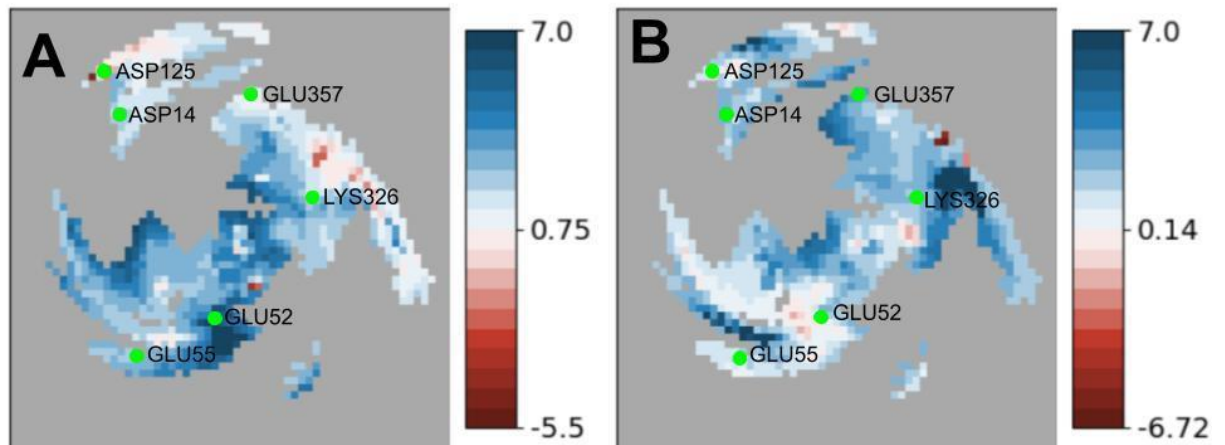 A
ASP125
ASP14
GLU357
LYS326
GLU52
GLU55
7.0
0.75
-5.5
B
ASP125
ASP14
GLU357
LYS326
GLU52
GLU55
7.0
0.14
-6.72